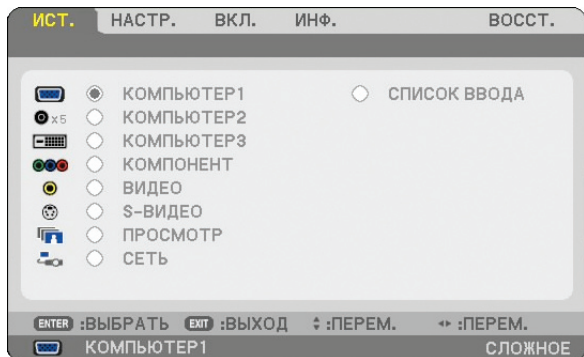 ИСТ. НАСТР. ВКЛ. ИНФ. ВОССТ.
КОМПЬЮТЕР1 СПИСОК ВВОДА
x5 КОМПЬЮТЕР2
КОМПЬЮТЕР3
КОМПОНЕНТ
ВИДЕО
S-ВИДЕО
ПРОСМОТР
СЕТЬ
ENTER :ВЫБРАТЬ EXIT :ВЫХОД :ПЕРЕМ. :ПЕРЕМ.
КОМПЬЮТЕР1 СЛОЖНОЕ